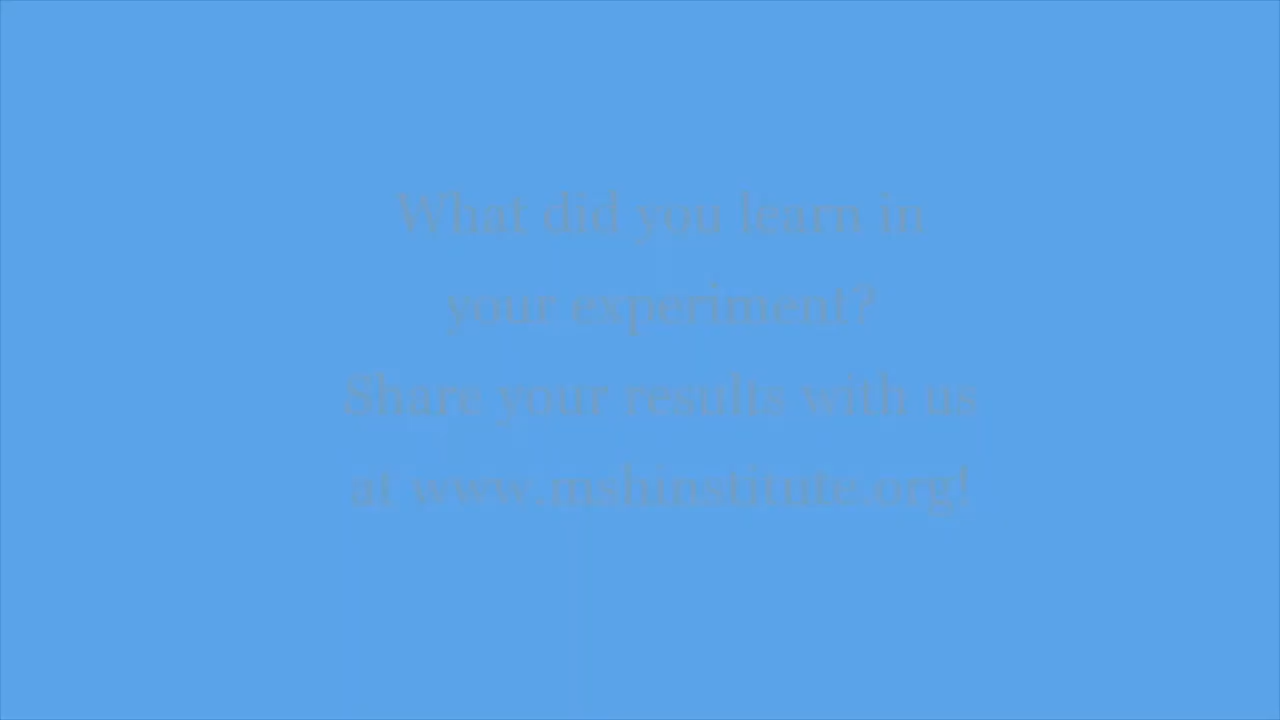 What did you learn in
your experiment?
Share your results with us
at www.mshinstitute.org!